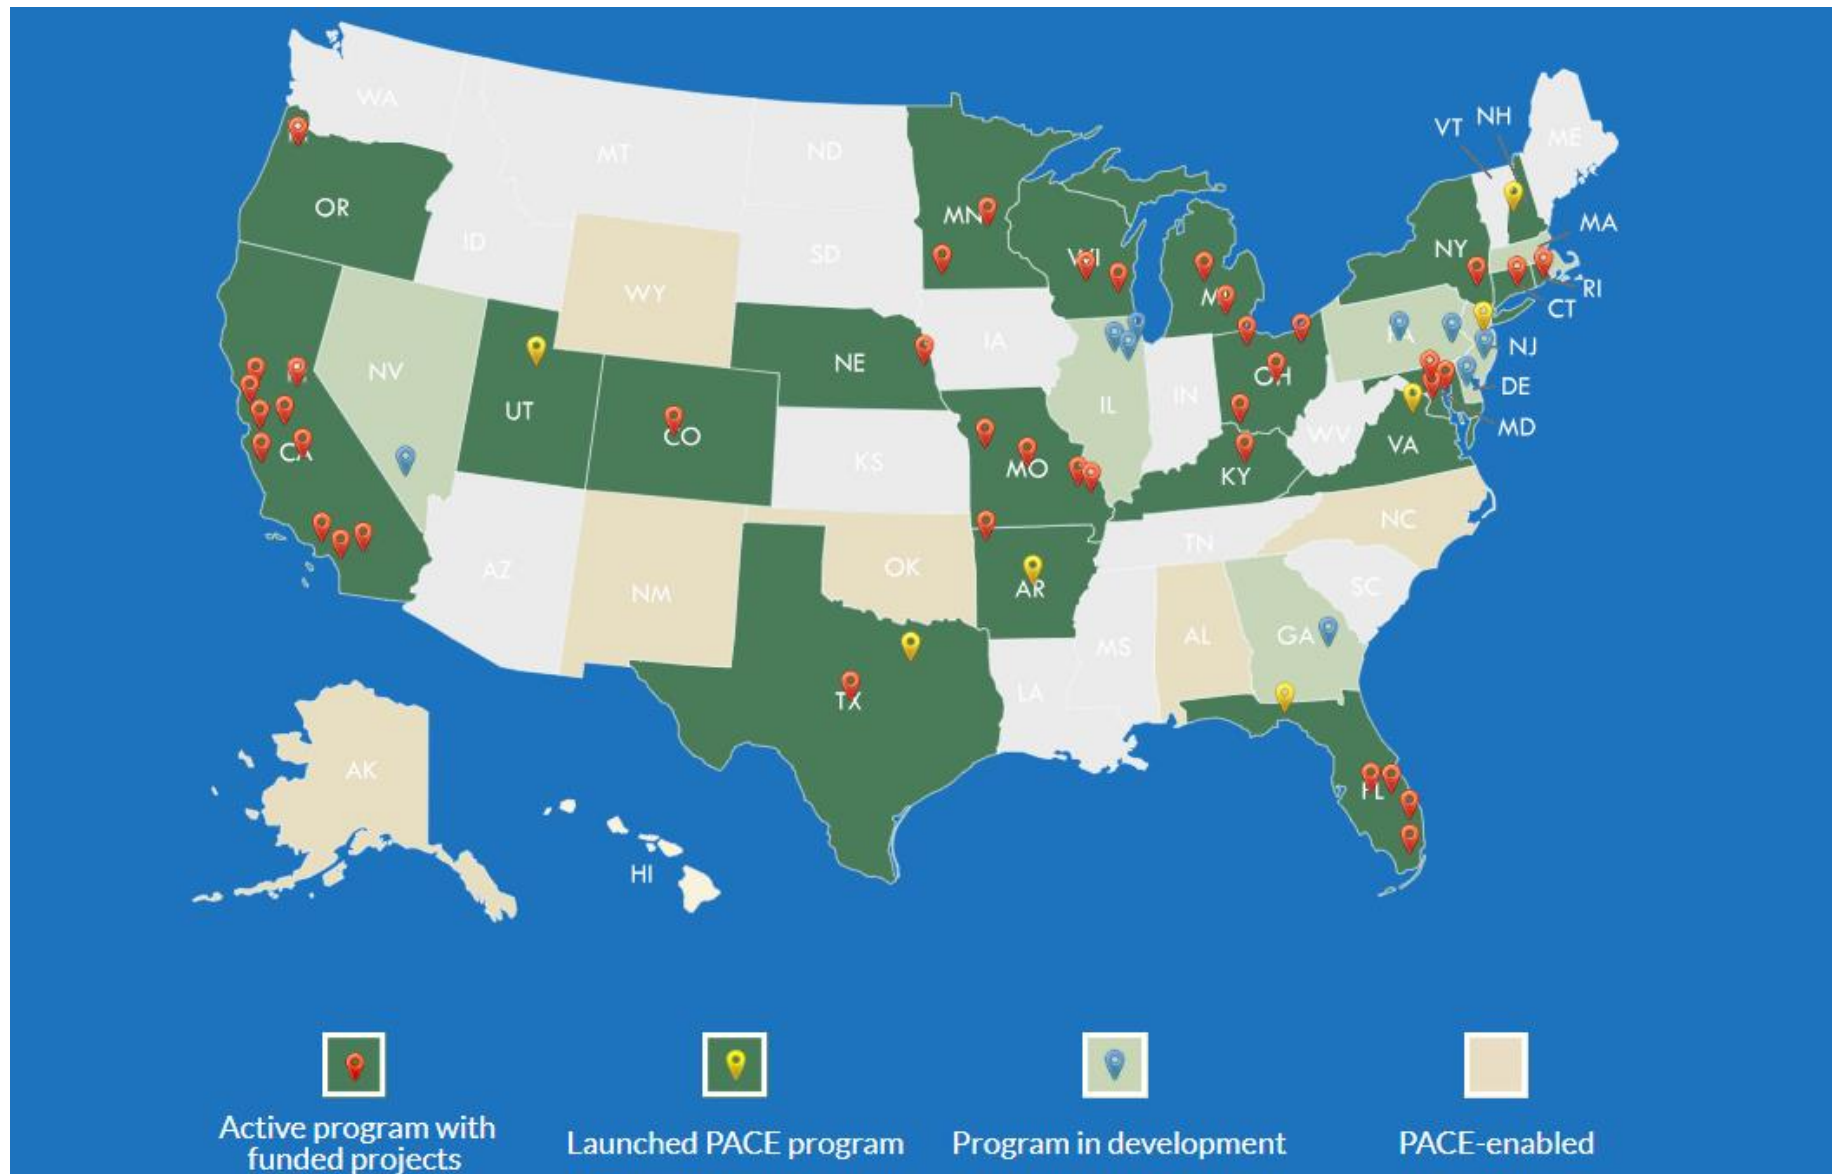 WA
MT
ND
VT
NH
ME
OR
MN
ID
SD
WI
MA
NY
WY
RI
CT
IA
NE
NV
PA
NJ
OH
DE
UT
IL
IN
MD
CO
CA
KS
MO
WV
VA
KY
NC
AZ
NM
OK
AR
TN
SC
MS
AL
GA
TX
LA
AK
FL
HI
Active program with
funded projects
Launched PACE program
Program in development
PACE-enabled